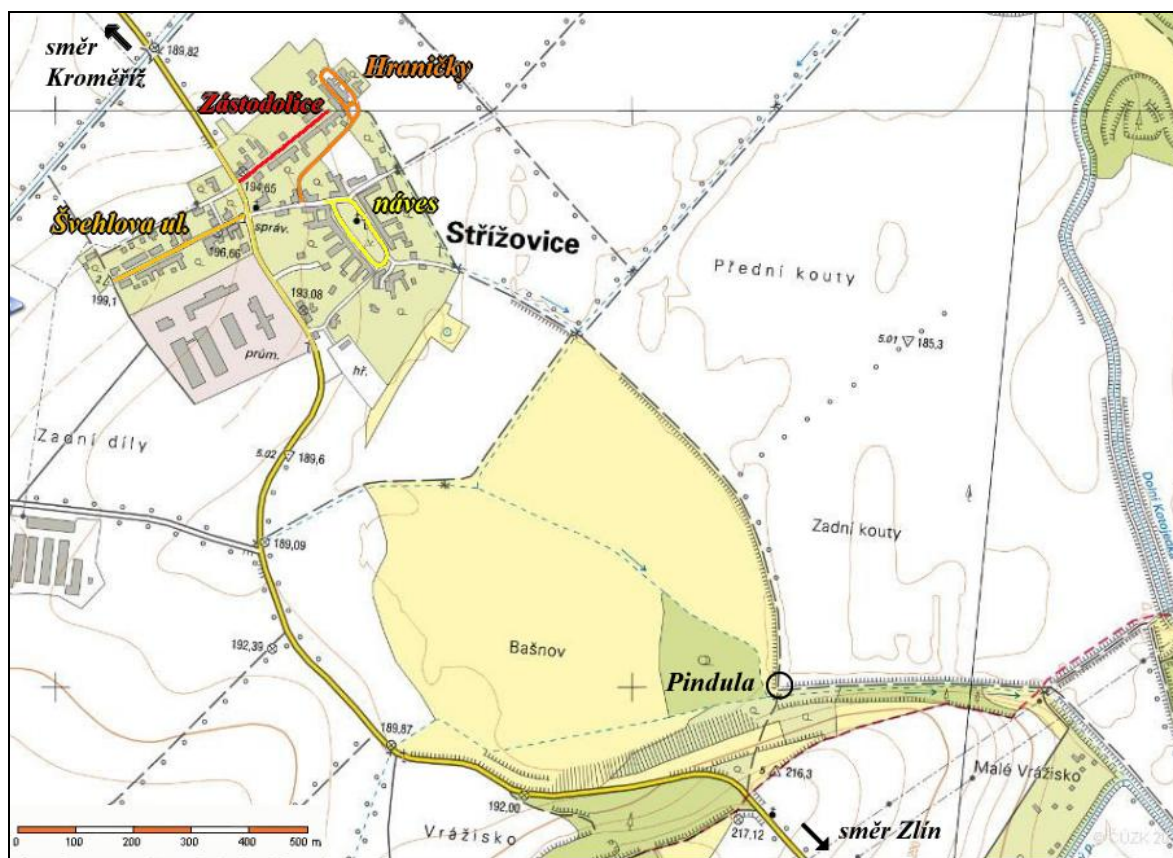 směr
Kroměříž
189,82
Hraničky
Zástodolice
194,65
náves
Švehlova ul.
správ.
196,66
Střížovice
Přední kouty
199,1
193,08
5.01 185,3
prům.
hř.
Zadní díly
5.02 189,6
Zadní kouty
189,09
192,39
Bašnov
Pindula
189,87
216,3
Malé Vrážisko
192,00
217,12
směr Zlín
Vrážisko
0 100 200 300 400 500 m